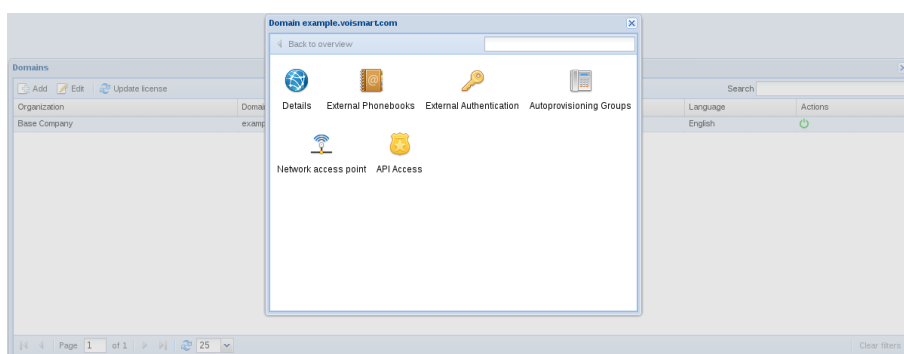 Domain example.voismart.com
Back to overview
Domains
Add Edit Update license
Search
Organization Domai Language Actions
Base Company examp English
Details External Phonebooks External Authentication Autoprovisioning Groups
Network access point API Access
Page 1 of 1 25 Clear filters